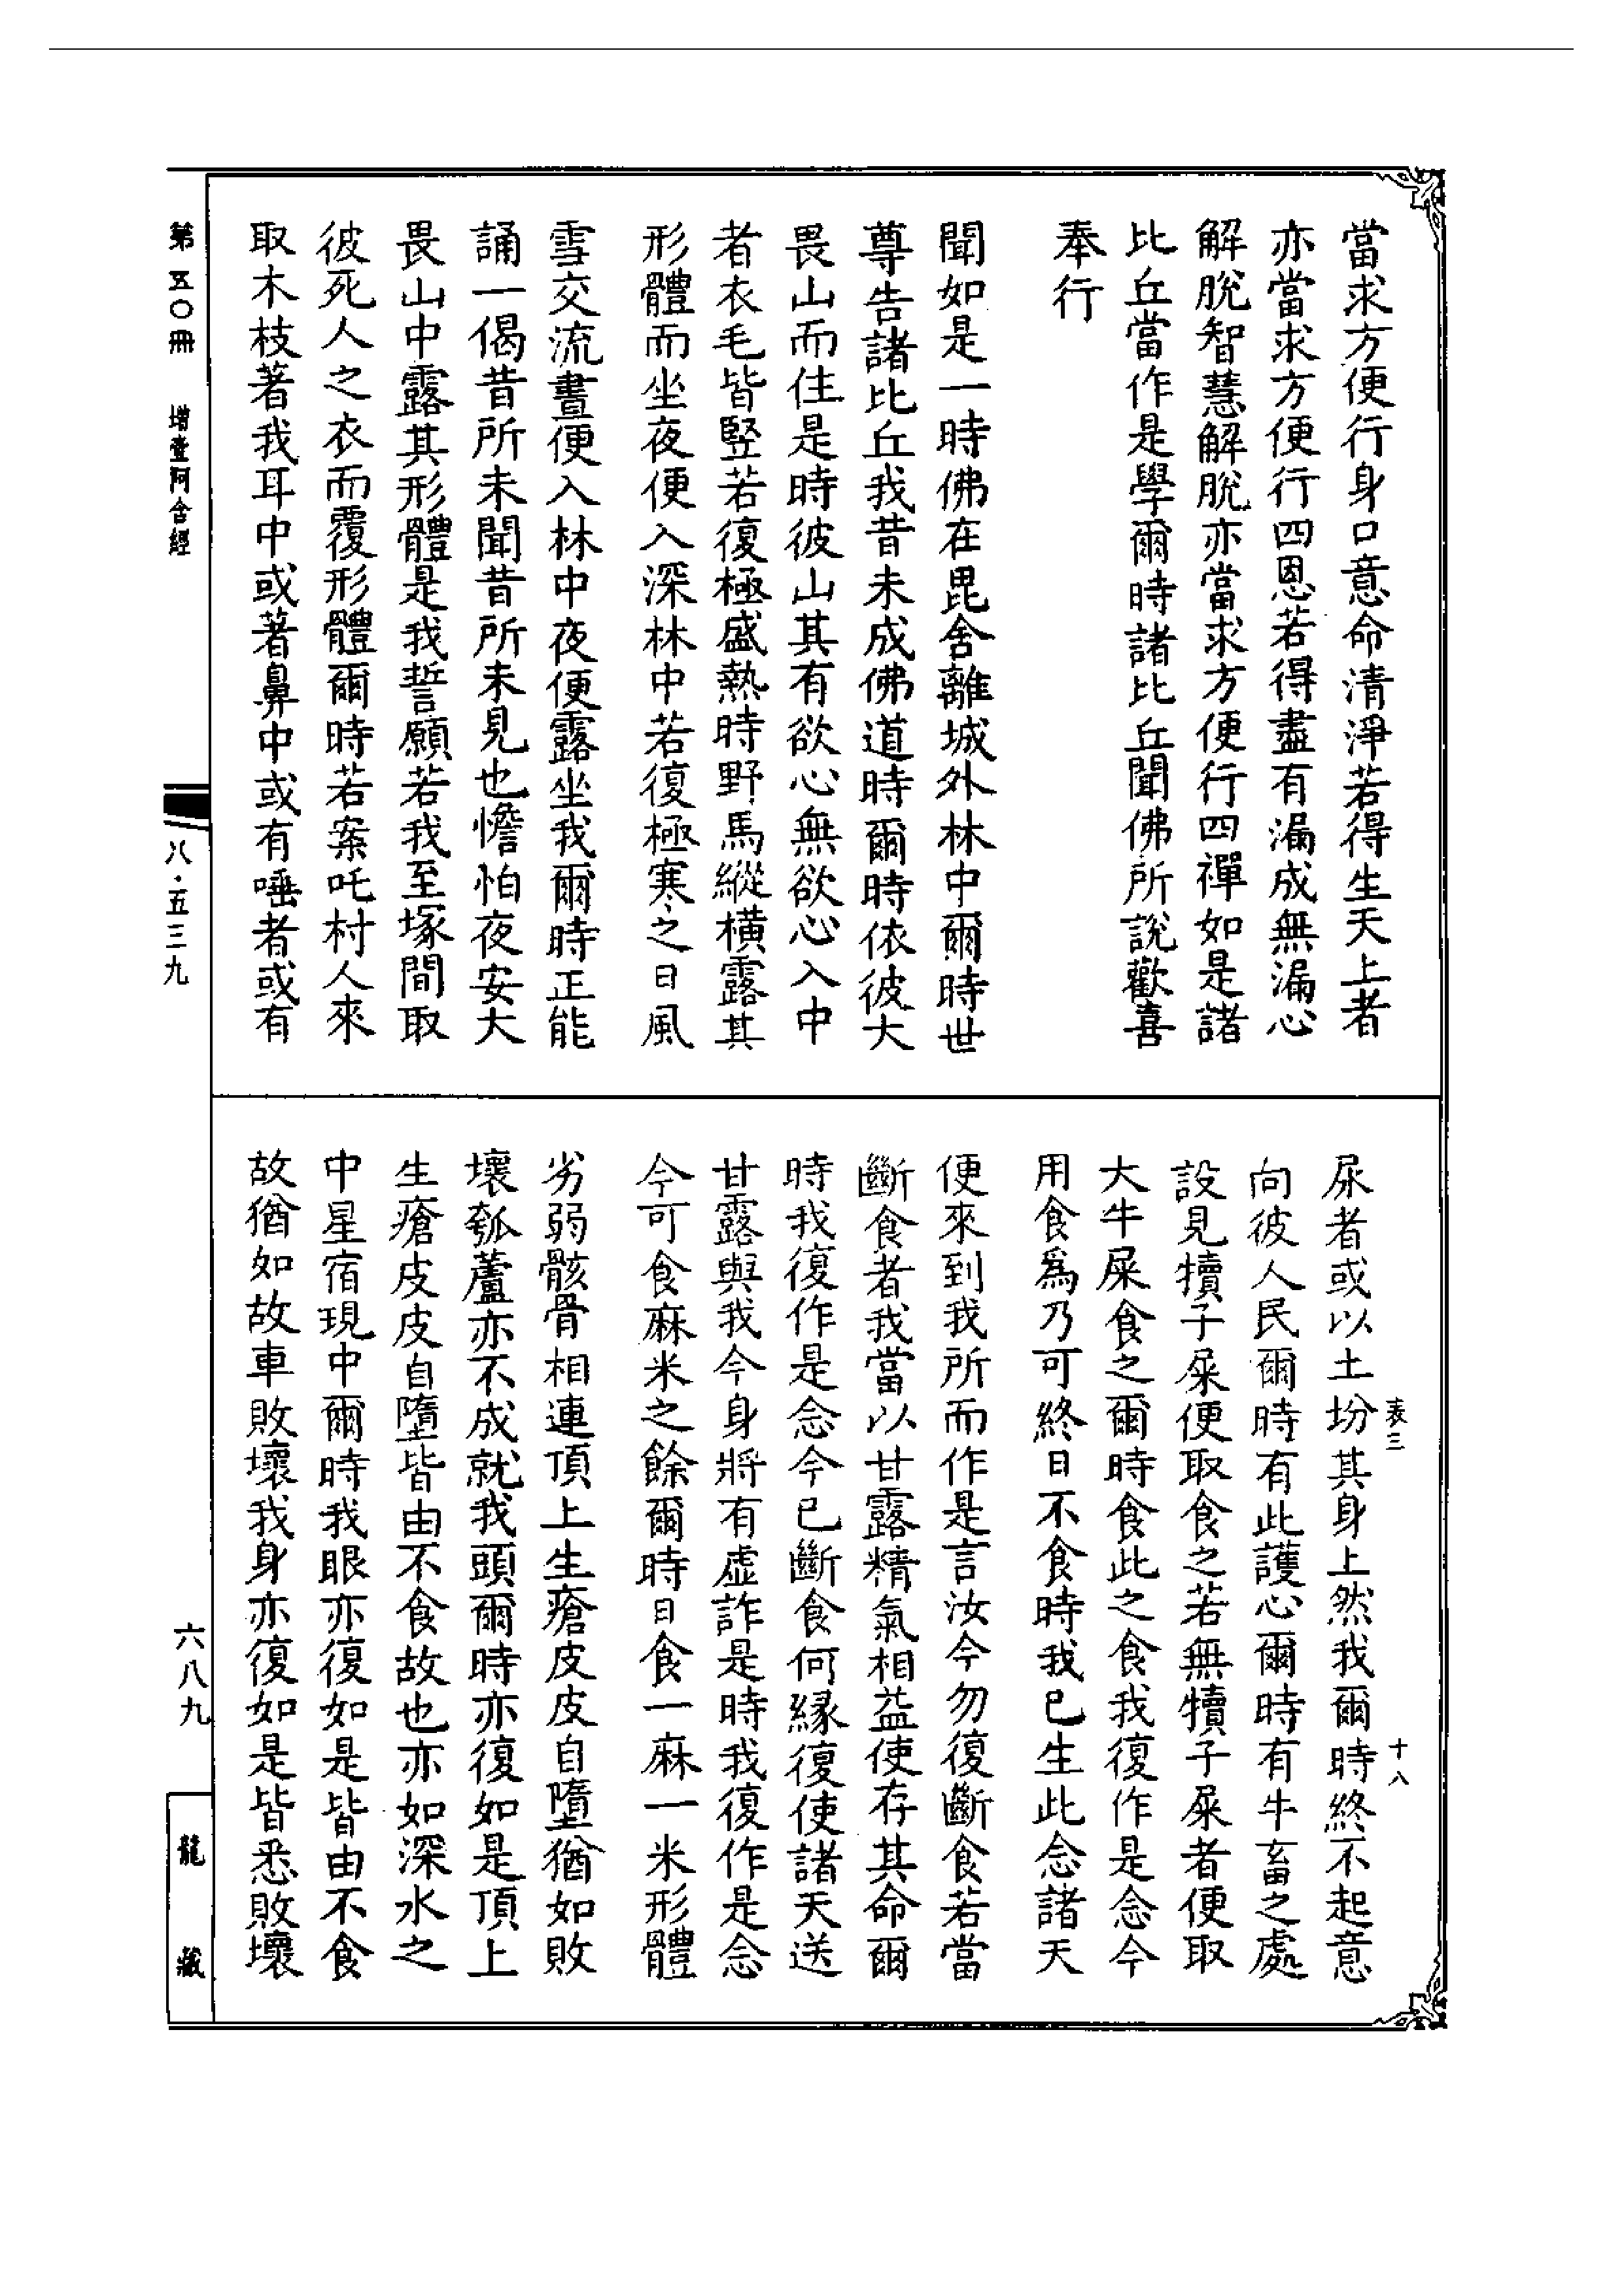 當求方便行身口意命清淨若得生天上者
亦當求方便行四恩若得盡有漏成無漏心
解脫智慧解脫亦當求方便行四禪如是諸
比丘當作是學爾時諸比丘聞佛所說歡喜
奉行
聞如是一時佛在毘舍離城外林中爾時世
尊告諸比丘我昔未成佛道時爾時依彼大
畏山而住是時彼山其有欲心無欲心入中
者衣毛皆竪若復極盛熱時野馬縱橫露其
形體而坐夜便入深林中若復極寒之日風
雪交流晝便入林中夜便露坐我爾時正能
誦一偈昔所未聞昔所未見也憺怕夜安大
畏山中露其形體是我誓願若我至塚間取
彼死人之衣而覆形體爾時若案吒村人來
取木枝著我耳中或著鼻中或有唾者或有
尿者或以土坋其身上然我爾時終不起意
向彼人民爾時有此護心爾時有牛畜之處
設見犢子屎便取食之若無犢子屎者便取
大牛屎食之爾時食此之食我復作是念今
用食爲乃可終日不食時我已生此念諸天
便來到我所而作是言汝今勿復斷食若當
斷食者我當以甘露精氣相益使存其命爾
時我復作是念今已斷食何緣復使諸天送
甘露與我今身將有虛詐是時我復作是念
今可食麻米之餘爾時日食一麻一米形體
劣弱骸骨相連頂上生瘡皮皮自墮猶如敗
壞瓠蘆亦不成就我頭爾時亦復如是頂上
生瘡皮皮自墮皆由不食故也亦如深水之
中星宿現中爾時我眼亦復如是皆由不食
故猶如故車敗壞我身亦復如是皆悉敗壞
表三
十八
第五〇冊
增壹阿含經
八·五三九
六八九
龍藏